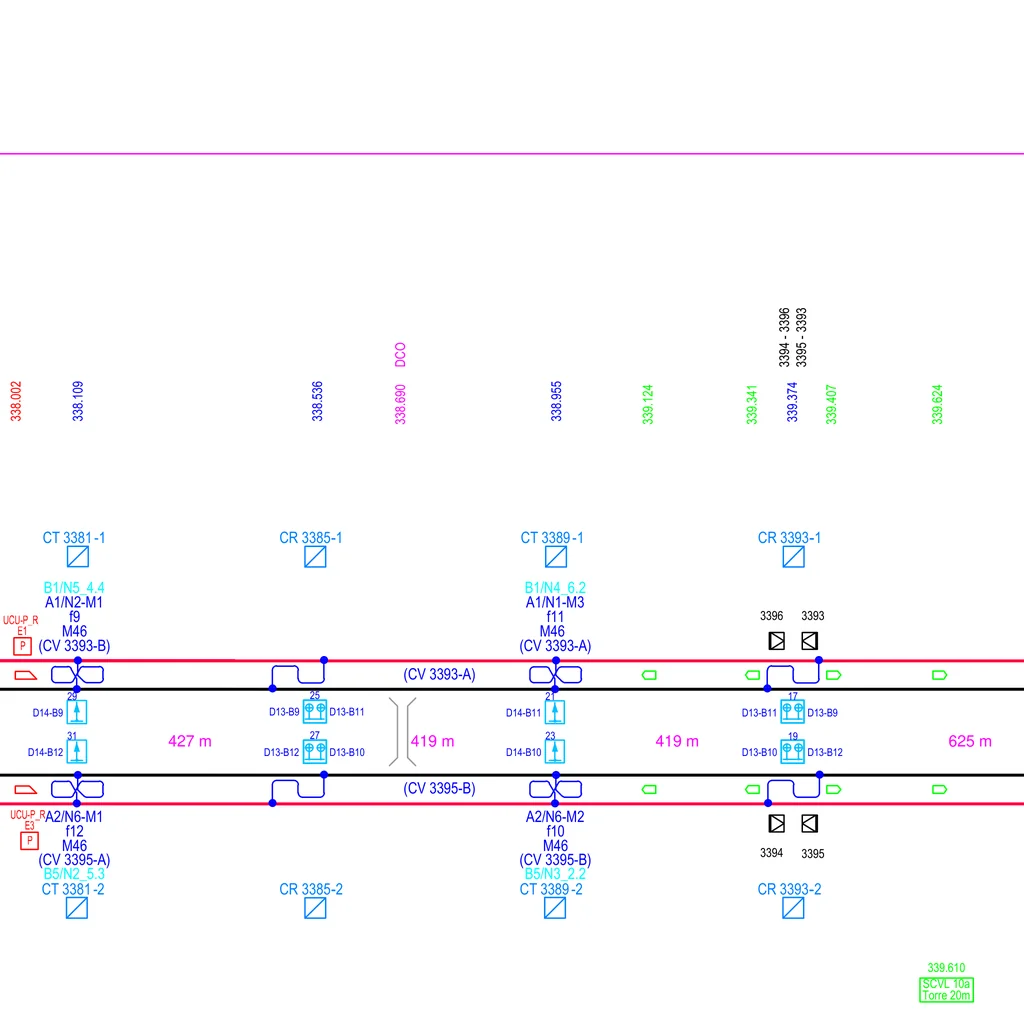 3394 - 3396
3395 - 3393
DCO
338.002
338.109
338.536
338.690
338.955
339.124
339.341
339.374
339.407
339.624
CT 3381-1
CR 3385-1
CT 3389-1
CR 3393-1
B1/N5_4.4
A1/N2-M1
f9
M46
(CV 3393-B)
B1/N4_6.2
A1/N1-M3
f11
M46
(CV 3393-A)
UCU-P_R
E1
P
3396
3393
(CV 3393-A)
29
D14-B9
25
D13-B9
D13-B11
21
D14-B11
17
D13-B11
D13-B9
427 m
419 m
419 m
625 m
31
D14-B12
27
D13-B12
D13-B10
23
D14-B10
19
D13-B10
D13-B12
(CV 3395-B)
UCU-P_R
E3
P
A2/N6-M1
f12
M46
(CV 3395-A)
B5/N2_5.3
CT 3381-2
CR 3385-2
A2/N6-M2
f10
M46
(CV 3395-B)
B5/N3_2.2
CT 3389-2
3394
3395
CR 3393-2
339.610
SCVL 10a
Torre 20m